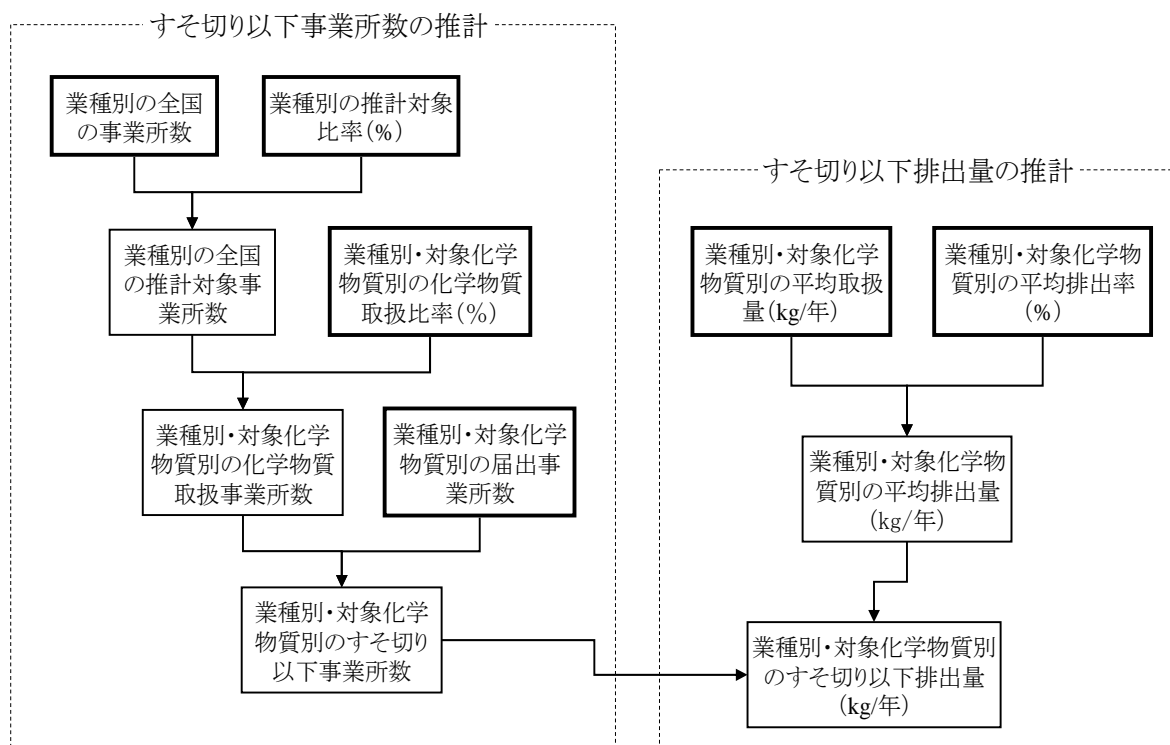 すそ切り以下事業所数の推計
業種別の全国
の事業所数
業種別の推計対象
比率(%)
業種別の全国
の推計対象事
業所数
業種別・対象化学
物質別の化学物質
取扱比率(%)
業種別・対象化学
物質別の化学物質
取扱事業所数
業種別・対象化学
物質別の届出事
業所数
業種別・対象化学
物質別のすそ切り
以下事業所数
すそ切り以下排出量の推計
業種別・対象化学
物質別の平均取扱
量(kg/年)
業種別・対象化学物
質別の平均排出率
(%)
業種別・対象化学物
質別の平均排出量
(kg/年)
業種別・対象化学物質別
のすそ切り以下排出量
(kg/年)